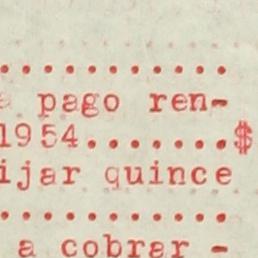 ...........
a pago ren-
1954.......$
ijar quince
...........
a cobrar -